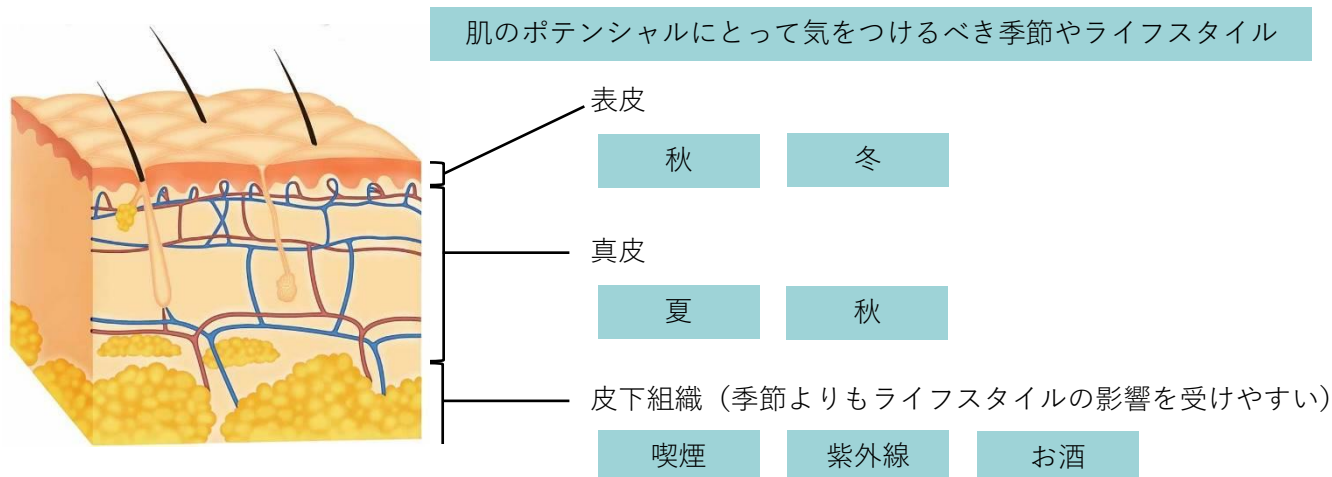 肌のポテンシャルにとって気をつけるべき季節やライフスタイル
表皮
秋 冬
真皮
夏 秋
皮下組織（季節よりもライフスタイルの影響を受けやすい）
喫煙 紫外線 お酒